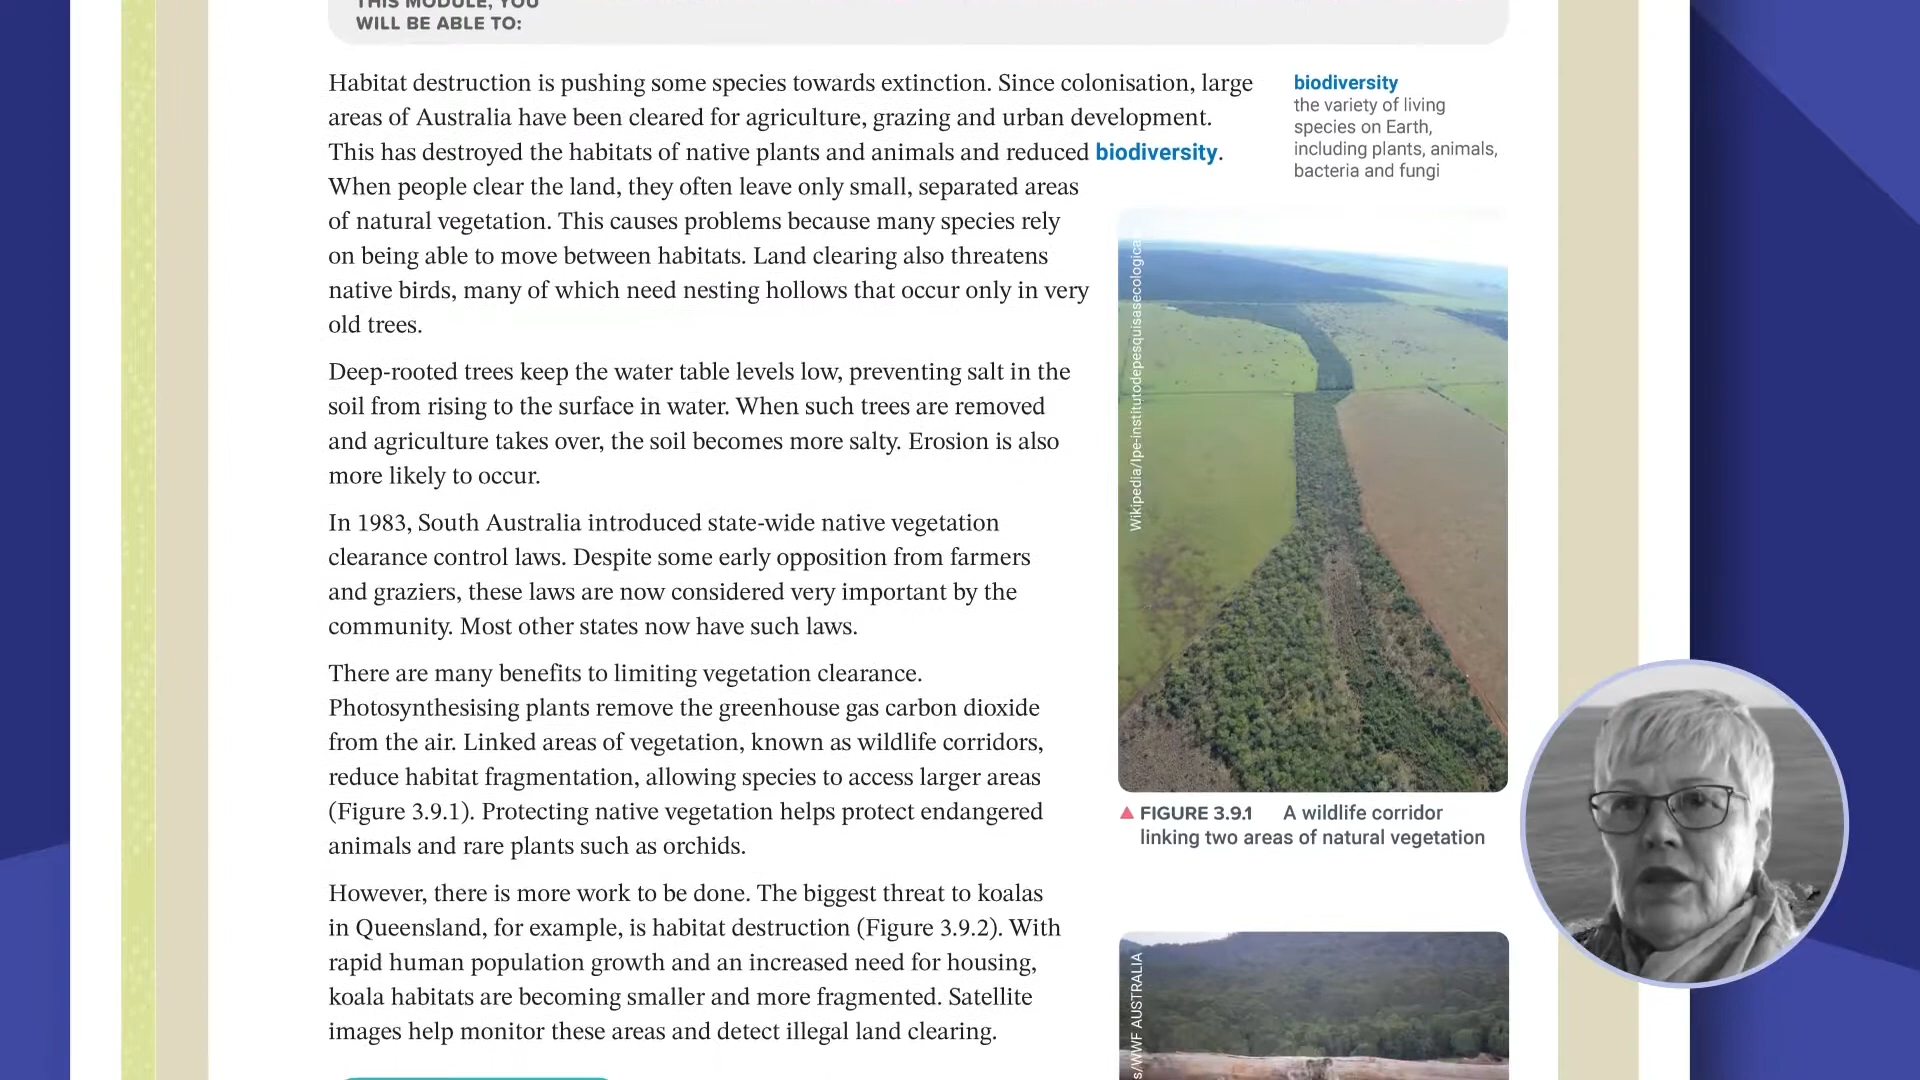 THIS MODULE, YOU
WILL BE ABLE TO:
Habitat destruction is pushing some species towards extinction. Since colonisation, large
areas of Australia have been cleared for agriculture, grazing and urban development.
This has destroyed the habitats of native plants and animals and reduced biodiversity.
When people clear the land, they often leave only small, separated areas
of natural vegetation. This causes problems because many species rely
on being able to move between habitats. Land clearing also threatens
native birds, many of which need nesting hollows that occur only in very
old trees.
Deep-rooted trees keep the water table levels low, preventing salt in the
soil from rising to the surface in water. When such trees are removed
and agriculture takes over, the soil becomes more salty. Erosion is also
more likely to occur.
In 1983, South Australia introduced state-wide native vegetation
clearance control laws. Despite some early opposition from farmers
and graziers, these laws are now considered very important by the
community. Most other states now have such laws.
There are many benefits to limiting vegetation clearance.
Photosynthesising plants remove the greenhouse gas carbon dioxide
from the air. Linked areas of vegetation, known as wildlife corridors,
reduce habitat fragmentation, allowing species to access larger areas
(Figure 3.9.1). Protecting native vegetation helps protect endangered
animals and rare plants such as orchids.
However, there is more work to be done. The biggest threat to koalas
in Queensland, for example, is habitat destruction (Figure 3.9.2). With
rapid human population growth and an increased need for housing,
koala habitats are becoming smaller and more fragmented. Satellite
images help monitor these areas and detect illegal land clearing.
biodiversity
the variety of living
species on Earth,
including plants, animals,
bacteria and fungi
Wikipedia/Ipe-institutodepesquisasecologica
▲ FIGURE 3.9.1 A wildlife corridor
linking two areas of natural vegetation
s/WWF AUSTRALIA